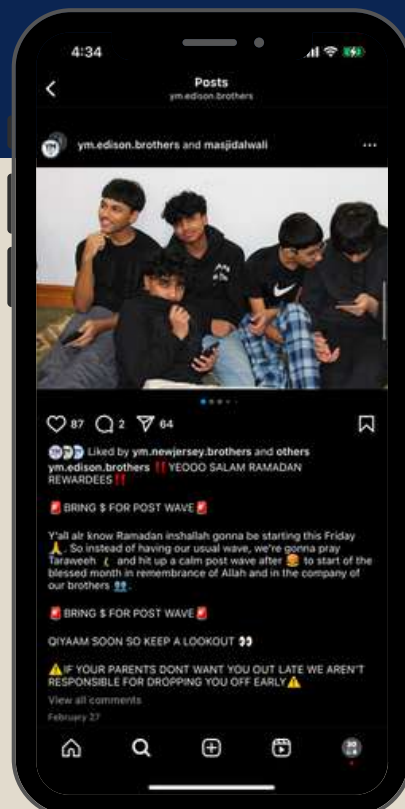 4:34
Posts
ym.edison.brothers
YM
ym.edison.brothers and masjidalwali
87 2 64
Liked by ym.newjersey.brothers and others
ym.edison.brothers ‼️YEOOO SALAM RAMADAN
REWARDEES‼️
🚨BRING $ FOR POST WAVE🚨
Y'all alr know Ramadan inshallah gonna be starting this Friday
🙏. So instead of having our usual wave, we're gonna pray
Taraweeh 🕌 and hit up a calm post wave after 🍔 to start of the
blessed month in remembrance of Allah and in the company of
our brothers 👥.
🚨BRING $ FOR POST WAVE🚨
QIYAAM SOON SO KEEP A LOOKOUT 👀
⚠️IF YOUR PARENTS DONT WANT YOU OUT LATE WE AREN'T
RESPONSIBLE FOR DROPPING YOU OFF EARLY⚠️
View all comments
February 27